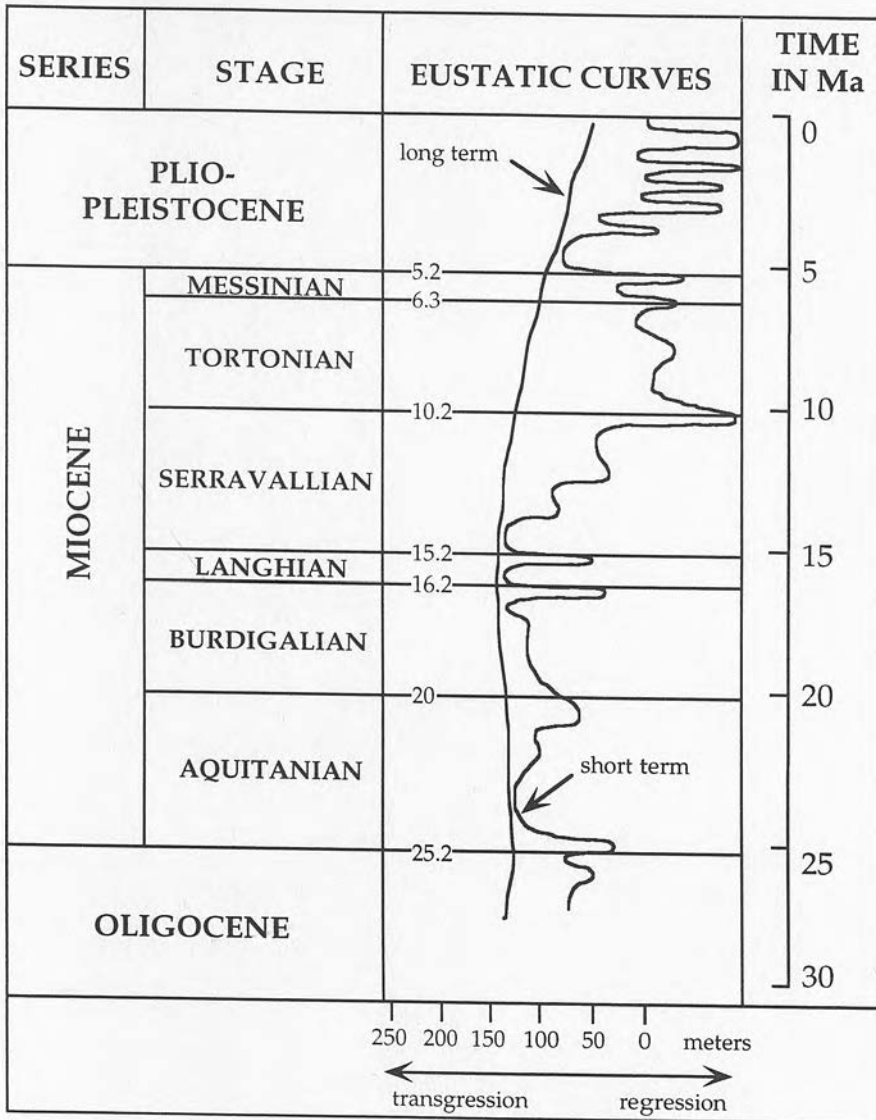 SERIES
STAGE
EUSTATIC CURVES
TIME
IN Ma
PLIO-
PLEISTOCENE
long term
0
5.2
5
MESSINIAN
6.3
TORTONIAN
10.2
10
MIOCENE
SERRAVALLIAN
15.2
15
LANGHIAN
16.2
BURDIGALIAN
20
20
AQUITANIAN
short term
25.2
25
OLIGOCENE
30
250 200 150 100 50 0 meters
transgression regression